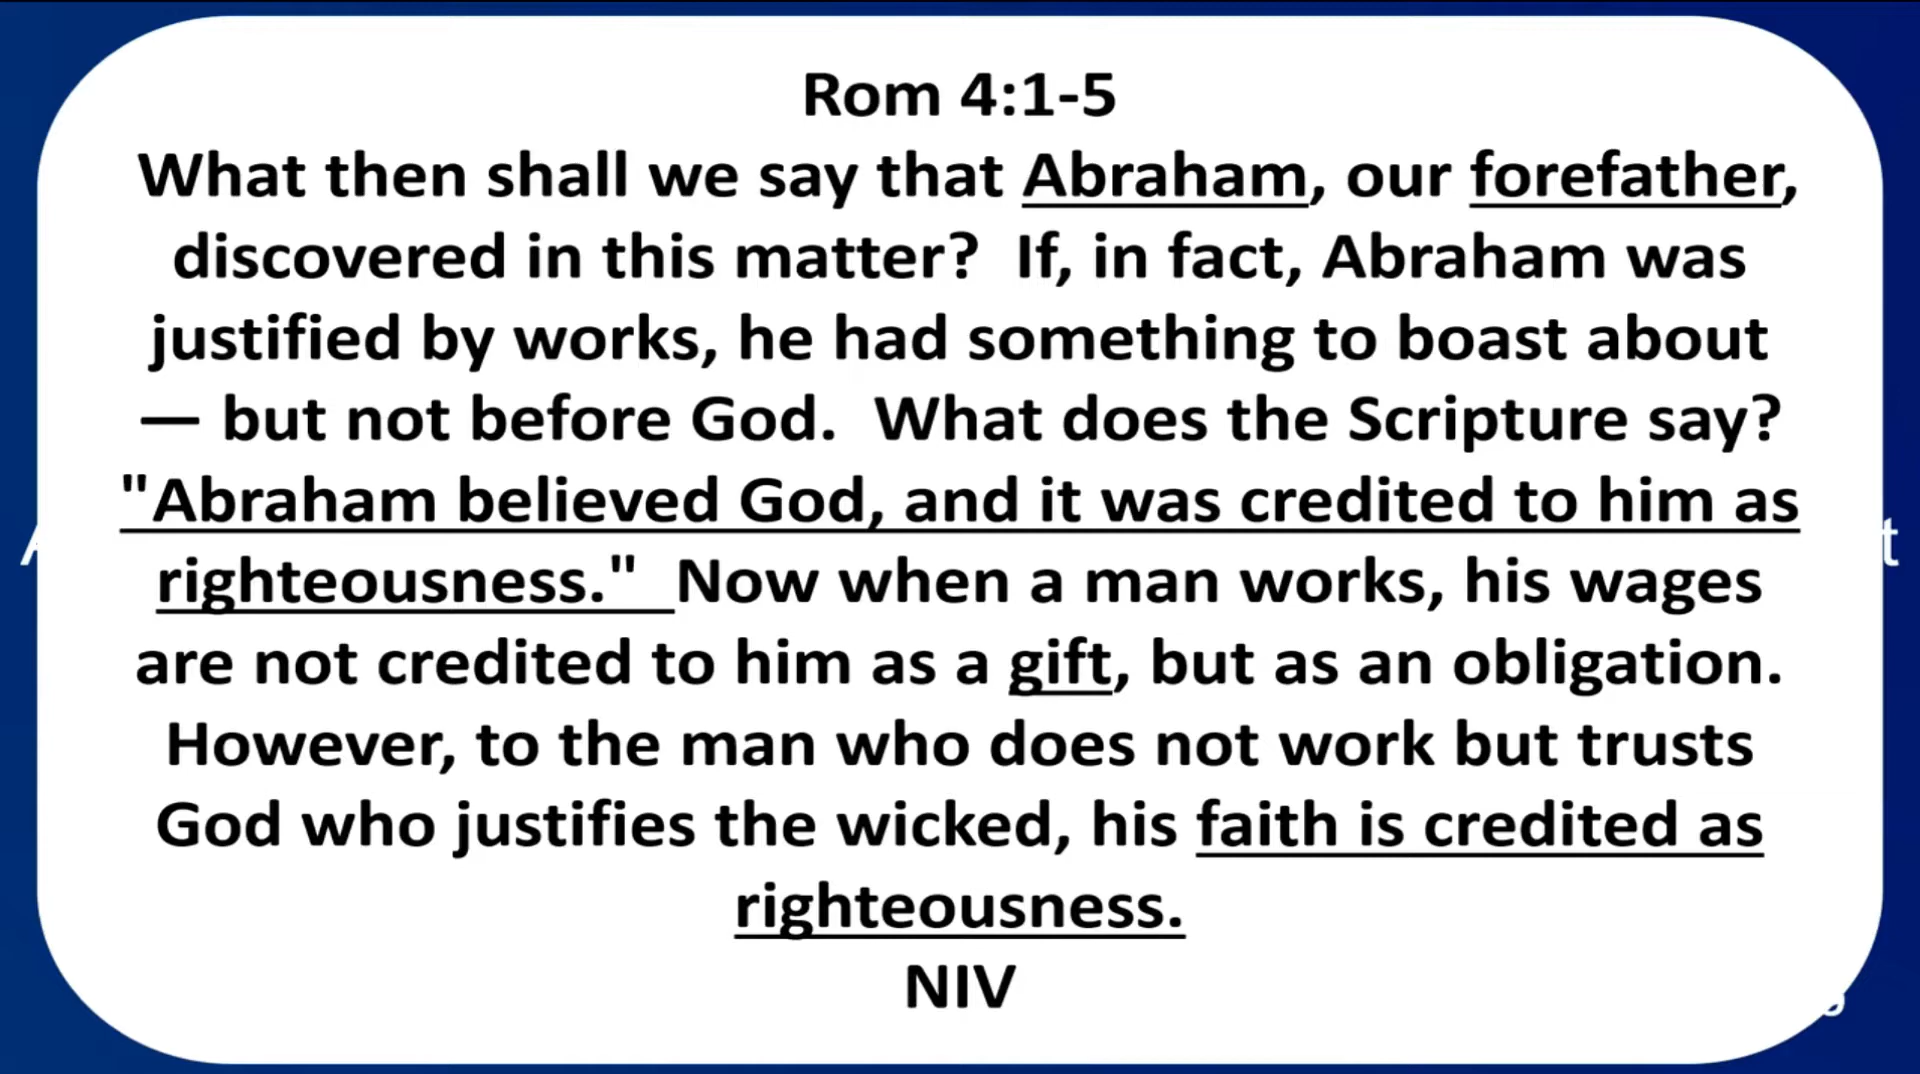 Rom 4:1-5
What then shall we say that Abraham, our forefather,
discovered in this matter?  If, in fact, Abraham was
justified by works, he had something to boast about
— but not before God.  What does the Scripture say?
"Abraham believed God, and it was credited to him as
righteousness."  Now when a man works, his wages
are not credited to him as a gift, but as an obligation.
However, to the man who does not work but trusts
God who justifies the wicked, his faith is credited as
righteousness.
NIV